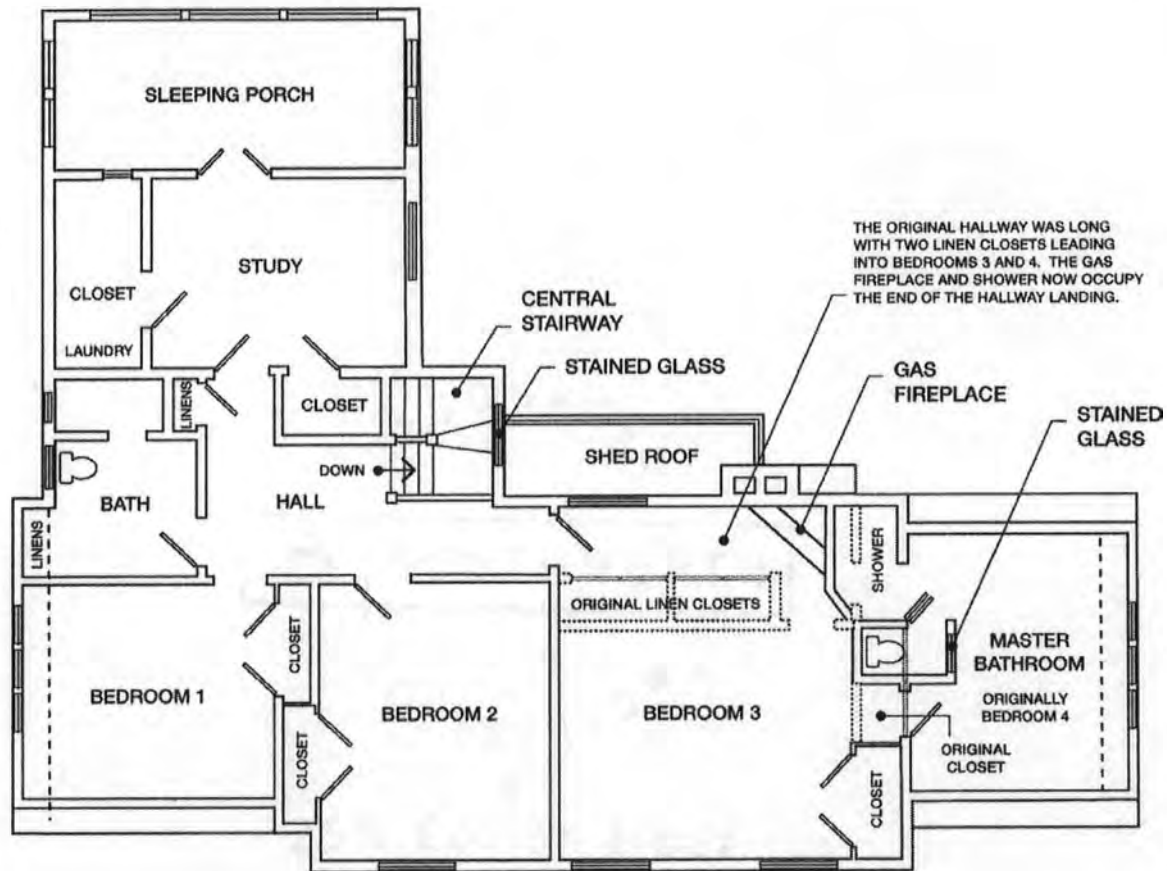 SLEEPING PORCH
THE ORIGINAL HALLWAY WAS LONG
WITH TWO LINEN CLOSETS LEADING
INTO BEDROOMS 3 AND 4. THE GAS
FIREPLACE AND SHOWER NOW OCCUPY
THE END OF THE HALLWAY LANDING.
STUDY
CLOSET
LAUNDRY
CENTRAL
STAIRWAY
STAINED GLASS
GAS
FIREPLACE
STAINED
GLASS
LINENS
CLOSET
SHED ROOF
DOWN
BATH
HALL
LINENS
SHOWER
ORIGINAL LINEN CLOSETS
CLOSET
BEDROOM 1
BEDROOM 2
BEDROOM 3
MASTER
BATHROOM
ORIGINALLY
BEDROOM 4
CLOSET
ORIGINAL
CLOSET
CLOSET